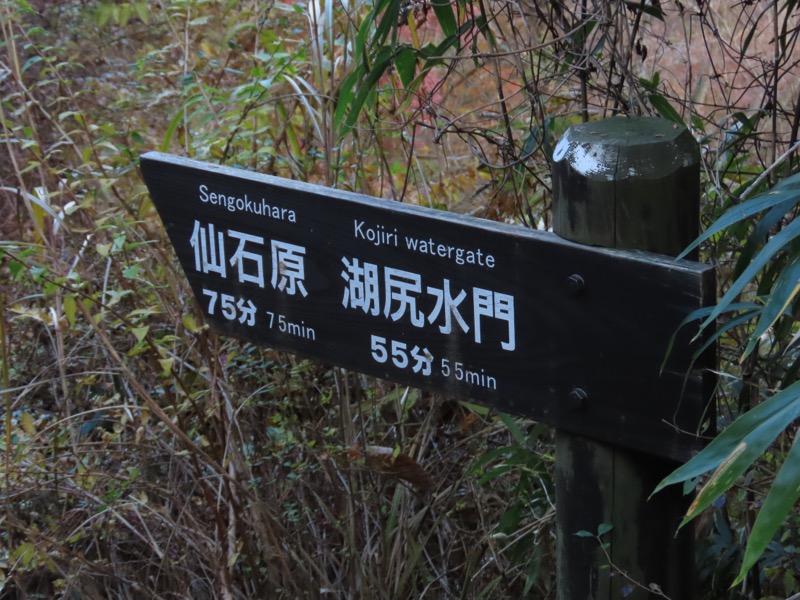 Sengokuhara
仙石原
75分 75min
Kojiri watergate
湖尻水門
55分 55min